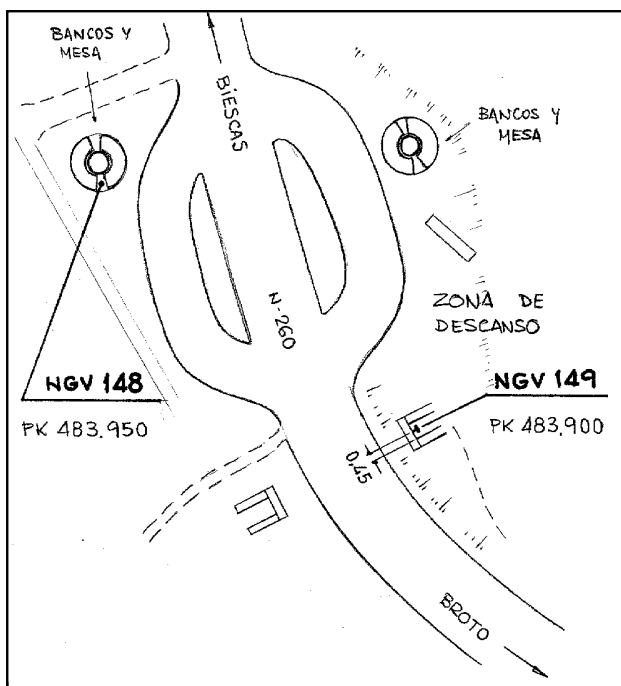 BANCOS Y
MESA
BIESCAS
BANCOS Y
MESA
N-260
ZONA DE
DESCANSO
NGV 148
PK 483.950
NGV 149
PK 483,900
0,45
BROTO